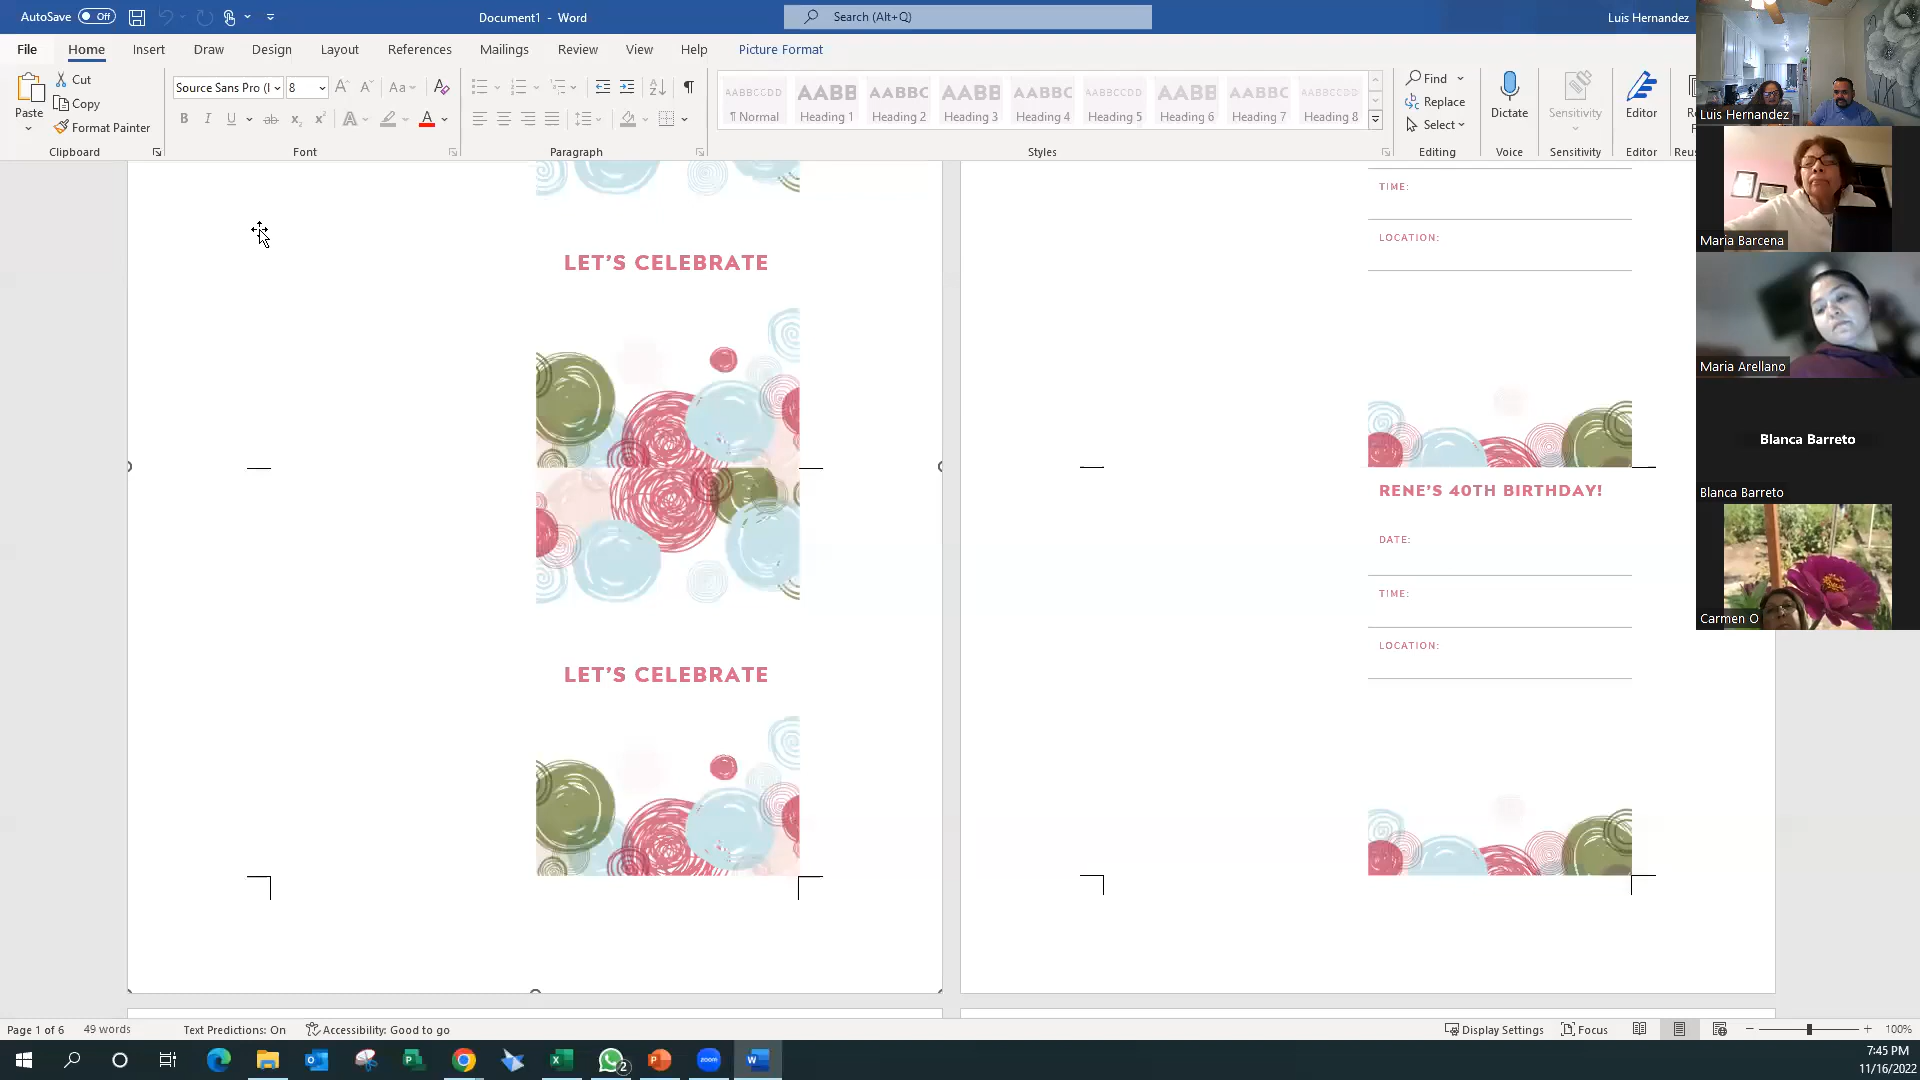 AutoSave Off
Document1 - Word
Search (Alt+Q)
Luis Hernandez
File Home Insert Draw Design Layout References Mailings Review View Help Picture Format
Paste
Cut
Copy
Format Painter
Clipboard
Source Sans Pro (I 8
Aa
B I U ab x₂ x² A A
Font
Paragraph
AABBCCDD AABB AABBC AABB AABBC AABBCCDD AABB AABBC AABBCCDD
¶ Normal Heading 1 Heading 2 Heading 3 Heading 4 Heading 5 Heading 6 Heading 7 Heading 8
Styles
Find
Replace
Select
Editing
Dictate
Voice
Sensitivity
Sensitivity
Editor
Editor
Luis Hernandez
Maria Barcena
Maria Arellano
Blanca Barreto
Blanca Barreto
Carmen O
LET’S CELEBRATE
LET’S CELEBRATE
TIME:
LOCATION:
RENE’S 40TH BIRTHDAY!
DATE:
TIME:
LOCATION:
Page 1 of 6 49 words Text Predictions: On Accessibility: Good to go
Display Settings Focus 100%
zoom
2
7:45 PM
11/16/2022